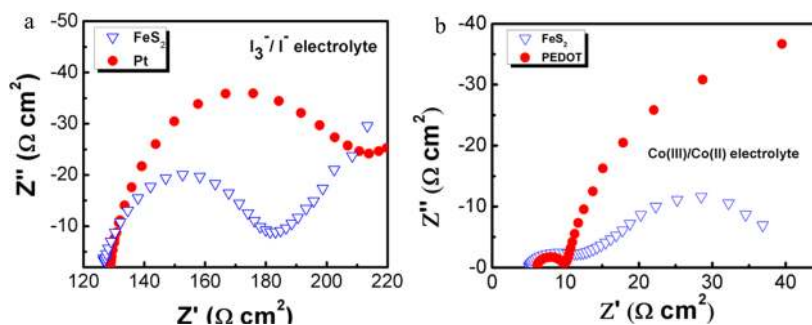 a
-50
-40
-30
-20
-10
Z'' (Ω cm²)
FeS₂
Pt
I₃⁻/ I⁻ electrolyte
120 140 160 180 200 220
Z' (Ω cm²)
b
-40
-30
-20
-10
-0
Z'' (Ω cm²)
FeS₂
PEDOT
Co(III)/Co(II) electrolyte
0 10 20 30 40
Z' (Ω cm²)